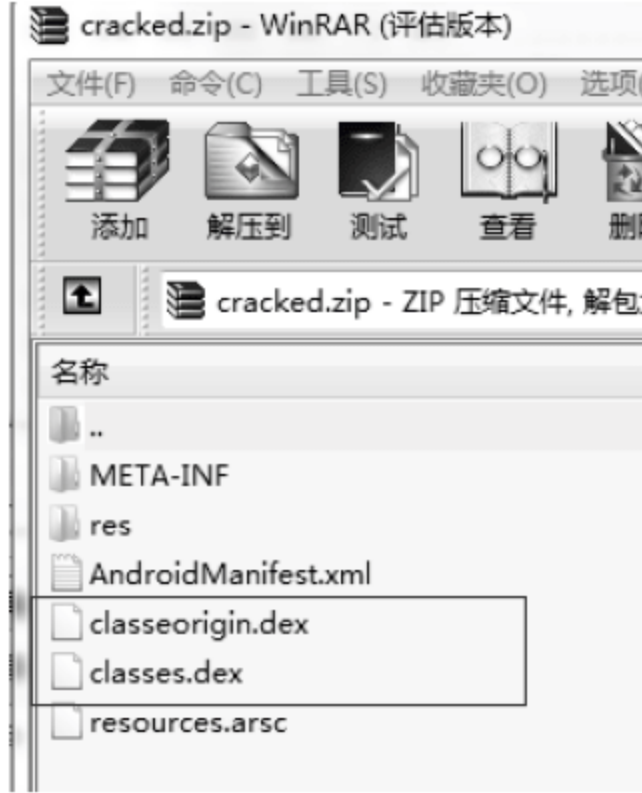 cracked.zip - WinRAR (评估版本)
文件(F) 命令(C) 工具(S) 收藏夹(O) 选项(
添加 解压到 测试 查看
cracked.zip - ZIP 压缩文件, 解包
名称
..
META-INF
res
AndroidManifest.xml
classeorigin.dex
classes.dex
resources.arsc